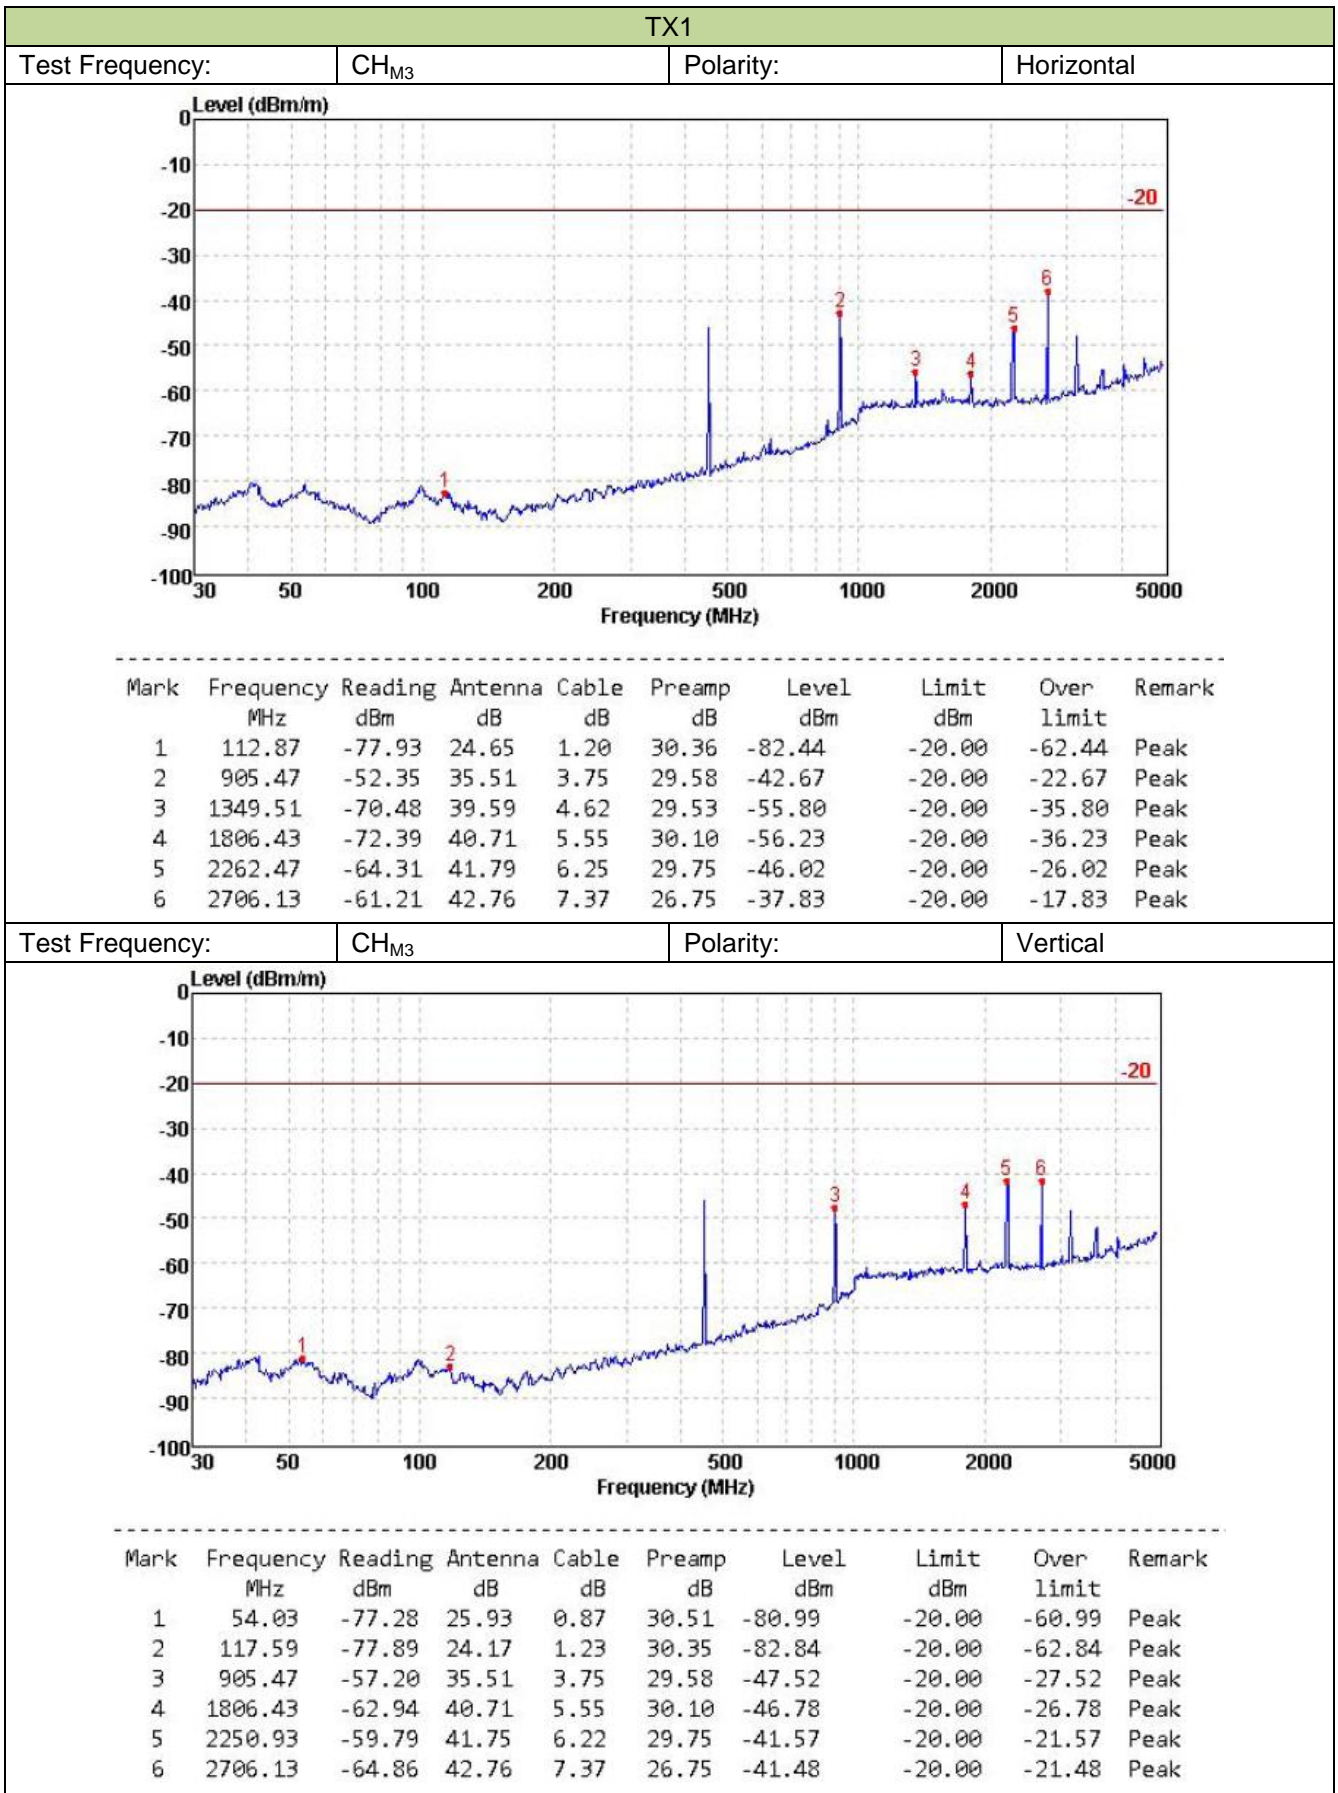 TX1
Test Frequency: CHM3 Polarity: Horizontal
Level (dBm/m)
0
-10
-20
-20
-30
-40
-50
-60
-70
-80
-90
-100
1
2
3
4
5
6
30 50 100 200 500 1000 2000 5000
Frequency (MHz)
Mark Frequency Reading Antenna Cable Preamp Level Limit Over Remark
MHz dBm dB dB dB dBm dBm limit
1 112.87 -77.93 24.65 1.20 30.36 -82.44 -20.00 -62.44 Peak
2 905.47 -52.35 35.51 3.75 29.58 -42.67 -20.00 -22.67 Peak
3 1349.51 -70.48 39.59 4.62 29.53 -55.80 -20.00 -35.80 Peak
4 1806.43 -72.39 40.71 5.55 30.10 -56.23 -20.00 -36.23 Peak
5 2262.47 -64.31 41.79 6.25 29.75 -46.02 -20.00 -26.02 Peak
6 2706.13 -61.21 42.76 7.37 26.75 -37.83 -20.00 -17.83 Peak
Test Frequency: CHM3 Polarity: Vertical
Level (dBm/m)
0
-10
-20
-20
-30
-40
-50
-60
-70
-80
-90
-100
1
2
3
4
5
6
30 50 100 200 500 1000 2000 5000
Frequency (MHz)
Mark Frequency Reading Antenna Cable Preamp Level Limit Over Remark
MHz dBm dB dB dB dBm dBm limit
1 54.03 -77.28 25.93 0.87 30.51 -80.99 -20.00 -60.99 Peak
2 117.59 -77.89 24.17 1.23 30.35 -82.84 -20.00 -62.84 Peak
3 905.47 -57.20 35.51 3.75 29.58 -47.52 -20.00 -27.52 Peak
4 1806.43 -62.94 40.71 5.55 30.10 -46.78 -20.00 -26.78 Peak
5 2250.93 -59.79 41.75 6.22 29.75 -41.57 -20.00 -21.57 Peak
6 2706.13 -64.86 42.76 7.37 26.75 -41.48 -20.00 -21.48 Peak